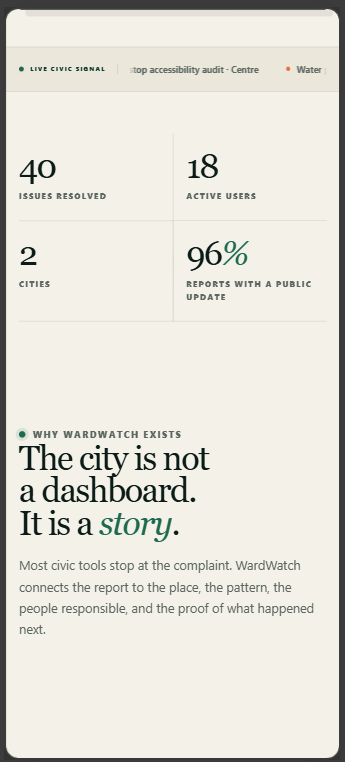 LIVE CIVIC SIGNAL
stop accessibility audit · Centre
Water
40
ISSUES RESOLVED
18
ACTIVE USERS
2
CITIES
96%
REPORTS WITH A PUBLIC
UPDATE
WHY WARDWATCH EXISTS
The city is not
a dashboard.
It is a story.
Most civic tools stop at the complaint. WardWatch
connects the report to the place, the pattern, the
people responsible, and the proof of what happened
next.